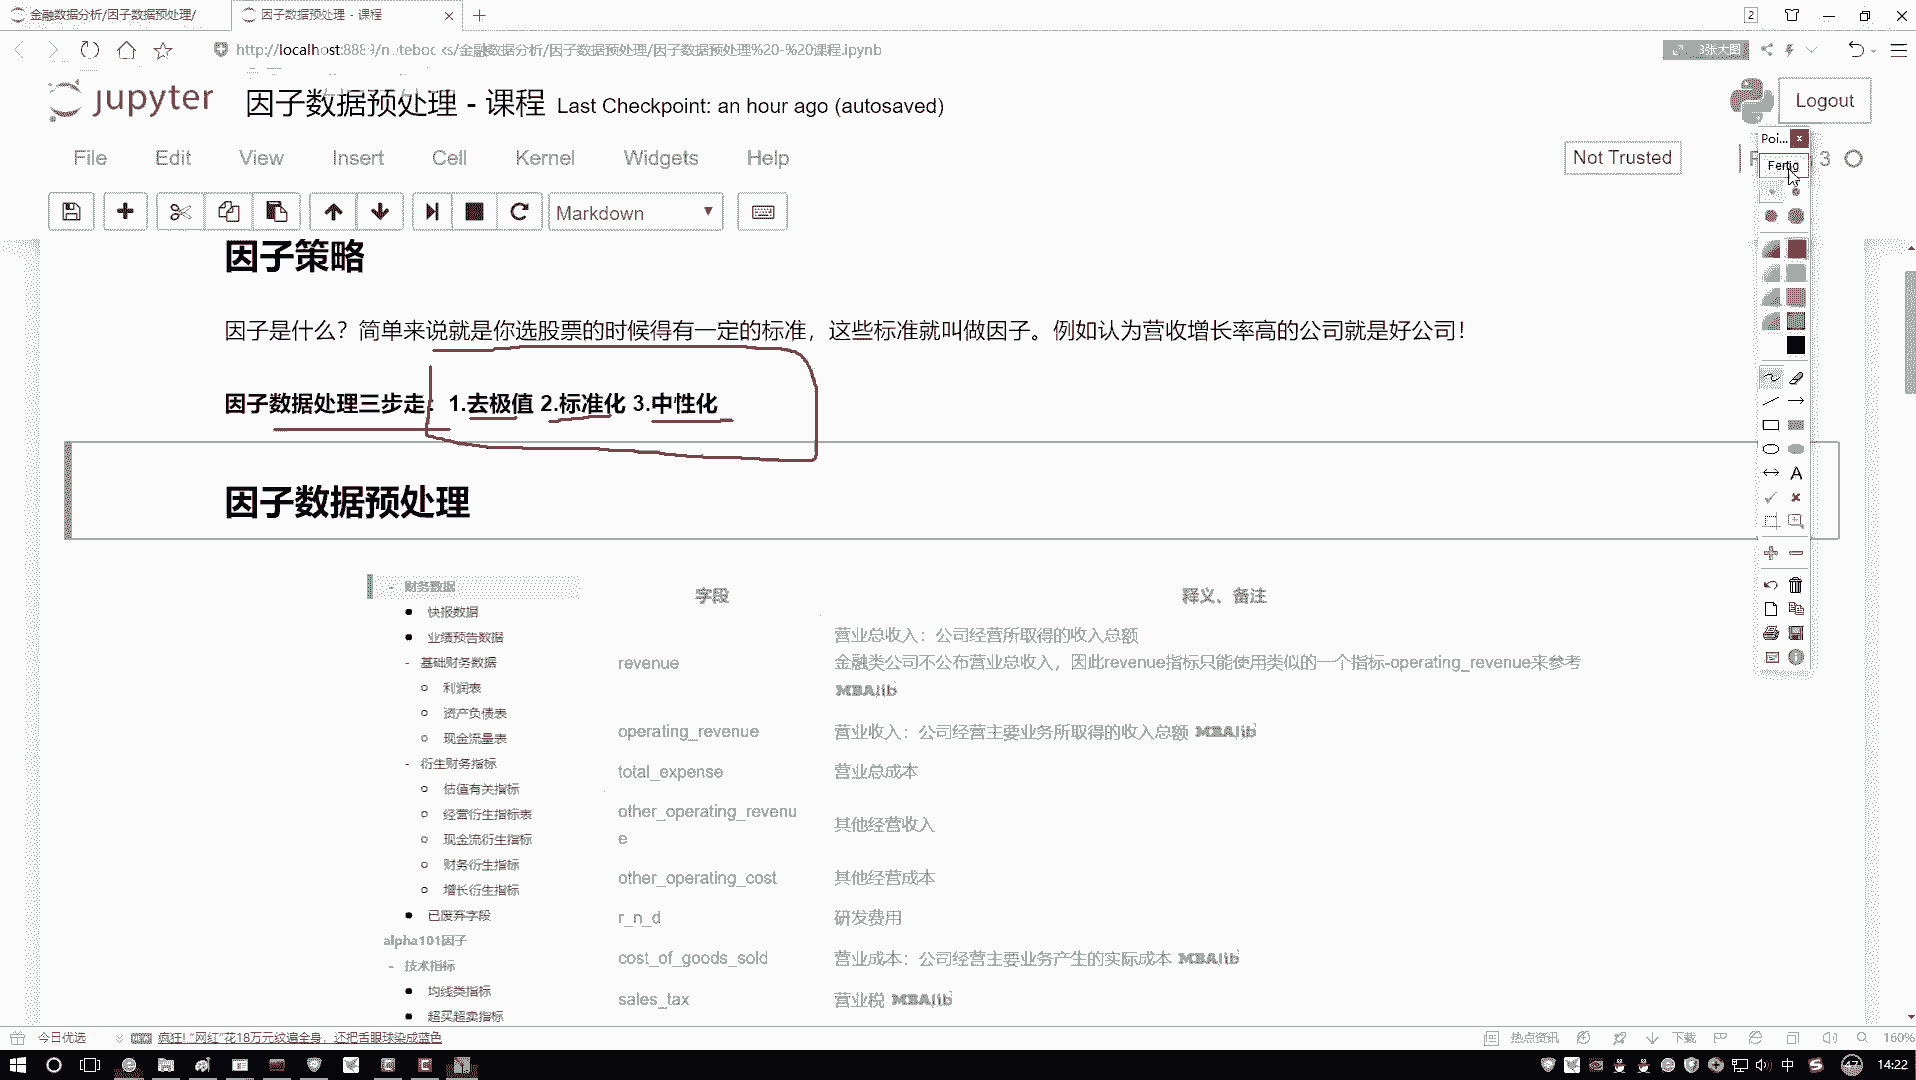 金融数据分析/因子数据预处理/
因子数据预处理 - 课程
2
http://localhost:888 /notebooks/金融数据分析/因子数据预处理/因子数据预处理%20-%20课程.ipynb
3张大图
jupyter
因子数据预处理 - 课程 Last Checkpoint: an hour ago (autosaved)
Logout
File Edit View Insert Cell Kernel Widgets Help
Not Trusted
3
Poi...
Fertig
Markdown
因子策略
因子是什么？简单来说就是你选股票的时候得有一定的标准，这些标准就叫做因子。例如认为营收增长率高的公司就是好公司！
因子数据处理三步走：1.去极值 2.标准化 3.中性化
因子数据预处理
- 财务数据
快报数据
业绩预告数据
- 基础财务数据
利润表
资产负债表
现金流量表
- 衍生财务指标
估值有关指标
经营衍生指标表
现金流衍生指标
财务衍生指标
增长衍生指标
已废弃字段
alpha101因子
- 技术指标
均线类指标
超买超卖指标
字段 释义、备注
revenue 营业总收入：公司经营所取得的收入总额
金融类公司不公布营业总收入，因此revenue指标只能使用类似的一个指标-operating_revenue来参考
MBAlib
operating_revenue 营业收入：公司经营主要业务所取得的收入总额 MBAlib
total_expense 营业总成本
other_operating_revenu
e 其他经营收入
other_operating_cost 其他经营成本
r_n_d 研发费用
cost_of_goods_sold 营业成本：公司经营主要业务产生的实际成本 MBAlib
sales_tax 营业税 MBAlib
今日优选
疯狂! "网红"花18万元纹遍全身，还把舌眼球染成蓝色
热点资讯
下载
160%
中
47
14:22